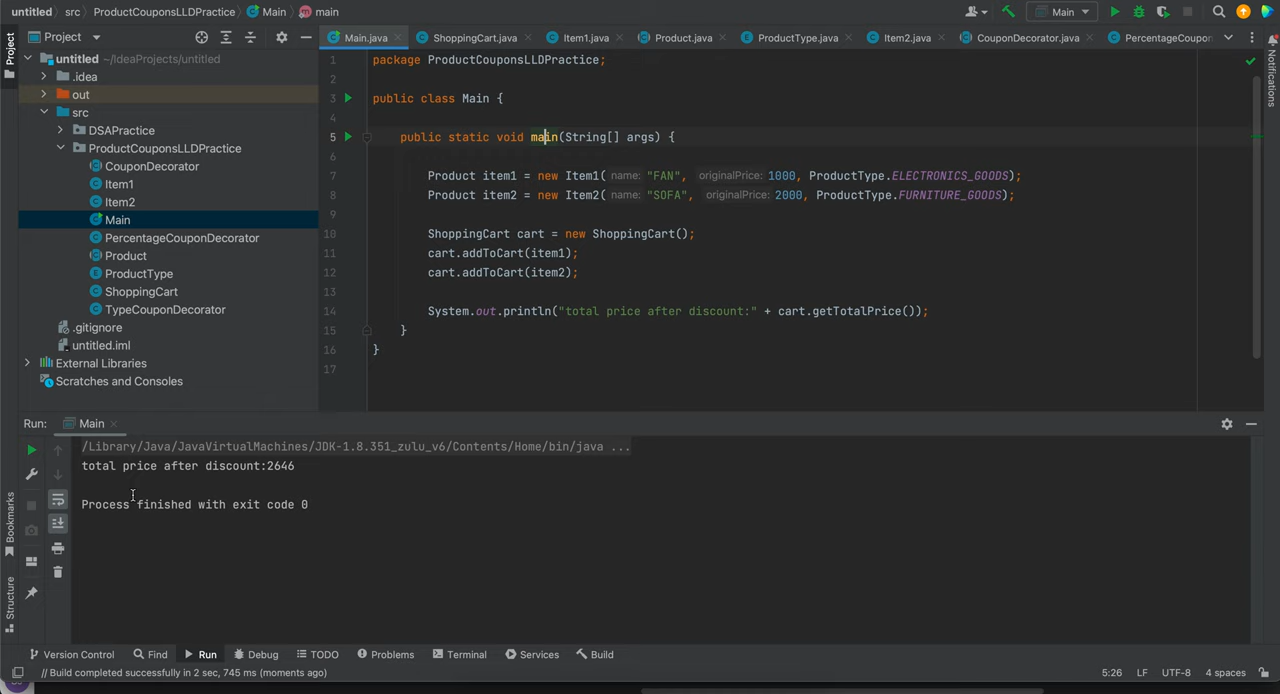 untitled src ProductCouponsLLDPractice Main main Main
Project Main.java ShoppingCart.java Item1.java Product.java ProductType.java Item2.java CouponDecorator.java PercentageCoupon
Project
Notifications
untitled ~/IdeaProjects/untitled
.idea
out
src
DSAPractice
ProductCouponsLLDPractice
CouponDecorator
Item1
Item2
Main
PercentageCouponDecorator
Product
ProductType
ShoppingCart
TypeCouponDecorator
.gitignore
untitled.iml
External Libraries
Scratches and Consoles
1 package ProductCouponsLLDPractice;
2
3 public class Main {
4
5 public static void main(String[] args) {
6
7 Product item1 = new Item1( name: "FAN", originalPrice: 1000, ProductType.ELECTRONICS_GOODS);
8 Product item2 = new Item2( name: "SOFA", originalPrice: 2000, ProductType.FURNITURE_GOODS);
9
10 ShoppingCart cart = new ShoppingCart();
11 cart.addToCart(item1);
12 cart.addToCart(item2);
13
14 System.out.println("total price after discount:" + cart.getTotalPrice());
15 }
16 }
17
Run: Main
/Library/Java/JavaVirtualMachines/JDK-1.8.351_zulu_v6/Contents/Home/bin/java ...
total price after discount:2646
Process finished with exit code 0
Bookmarks
Structure
Version Control Find Run Debug TODO Problems Terminal Services Build
// Build completed successfully in 2 sec, 745 ms (moments ago) 5:26 LF UTF-8 4 spaces